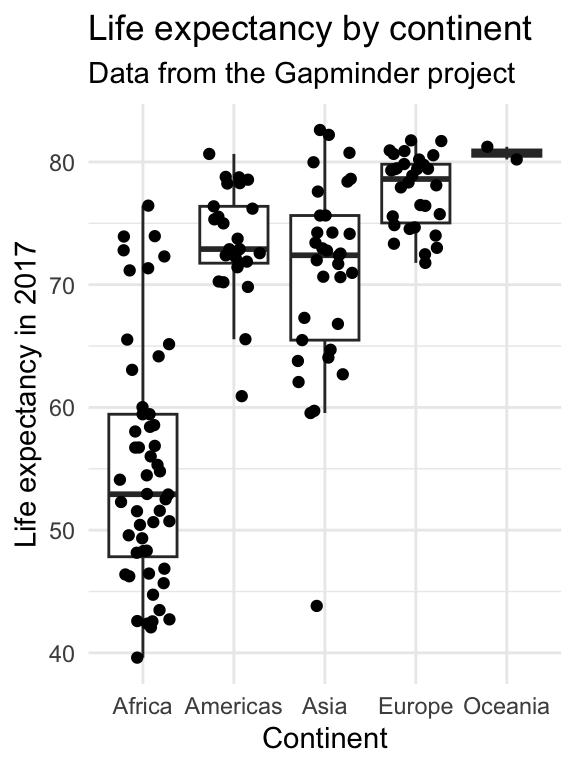 Life expectancy by continent
Data from the Gapminder project
Life expectancy in 2017
80
70
60
50
40
Africa Americas Asia Europe Oceania
Continent